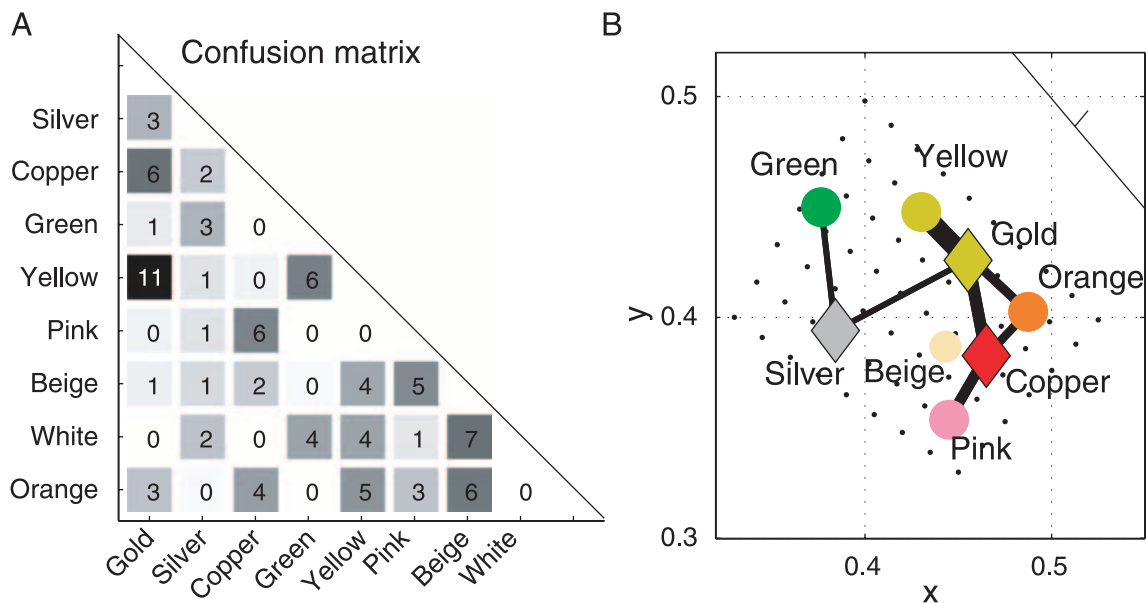 A
Confusion matrix
Silver 3
Copper 6 2
Green 1 3 0
Yellow 11 1 0 6
Pink 0 1 6 0 0
Beige 1 1 2 0 4 5
White 0 2 0 4 4 1 7
Orange 3 0 4 0 5 3 6 0
Gold Silver Copper Green Yellow Pink Beige White
B
0.5
Green Yellow
Gold
Orange
y 0.4
Silver Beige Copper
Pink
0.3
0.4 0.5
x